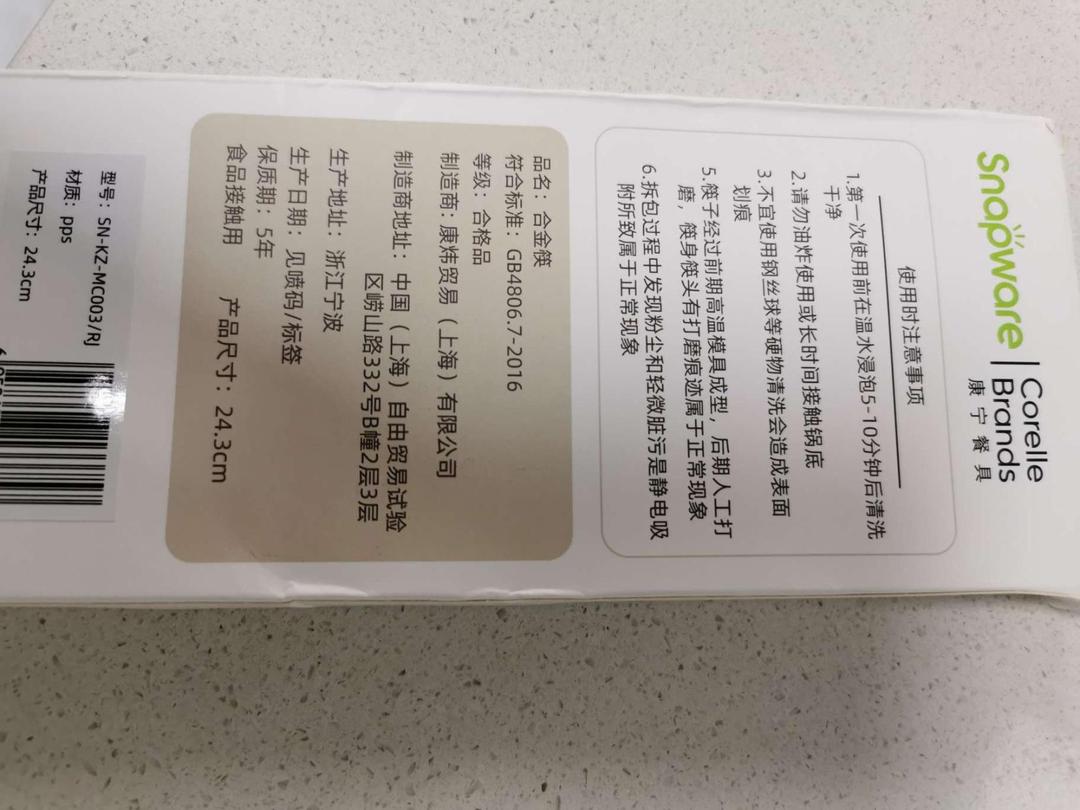 Snapware
Corelle
Brands
康宁餐具
使用时注意事项
1.第一次使用前在温水浸泡5-10分钟后清洗
干净
2.请勿油炸使用或长时间接触锅底
3.不宜使用钢丝球等硬物清洗会造成表面
划痕
5.筷子经过前期高温模具成型，后期人工打
磨，筷身筷头有打磨痕迹属于正常现象
6.拆包过程中发现粉尘和轻微脏污是静电吸
附所致属于正常现象
品名：合金筷
符合标准：GB4806.7-2016
等级：合格品
制造商：康炜贸易（上海）有限公司
制造商地址：中国（上海）自由贸易试验
区崂山路332号B幢2层3层
生产地址：浙江宁波
生产日期：见喷码/标签
保质期：5年
食品接触用 产品尺寸：24.3cm
型号：SN-KZ-MC003/RJ
材质：pps
产品尺寸：24.3cm